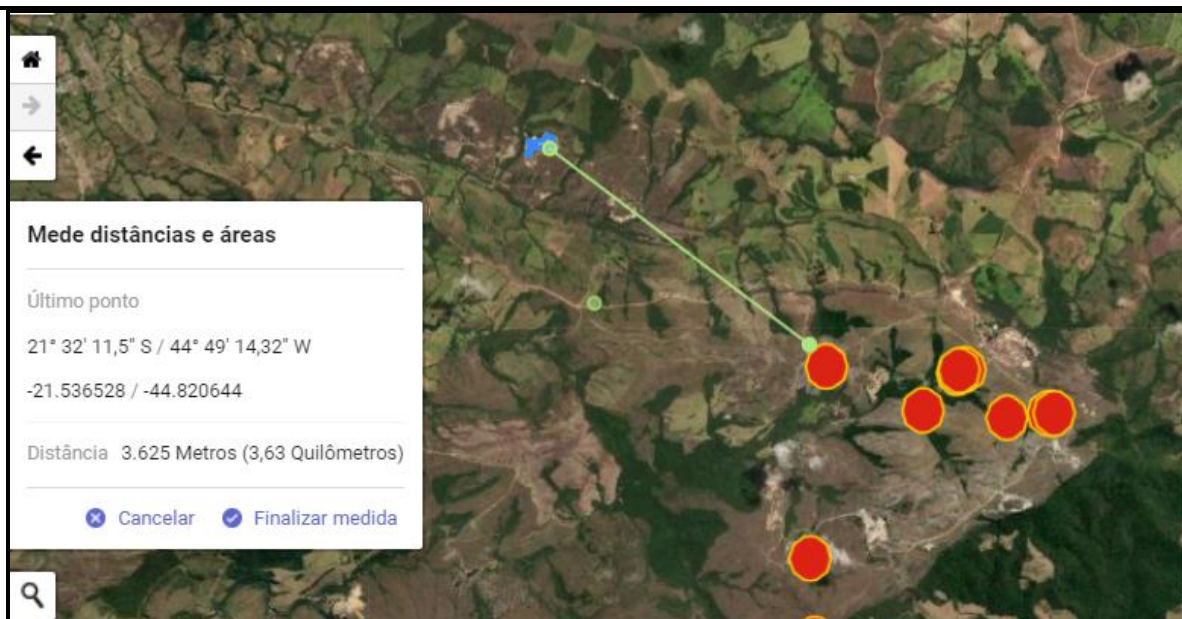 Mede distâncias e áreas
Último ponto
21° 32' 11,5" S / 44° 49' 14,32" W
-21.536528 / -44.820644
Distância 3.625 Metros (3,63 Quilômetros)
Cancelar Finalizar medida